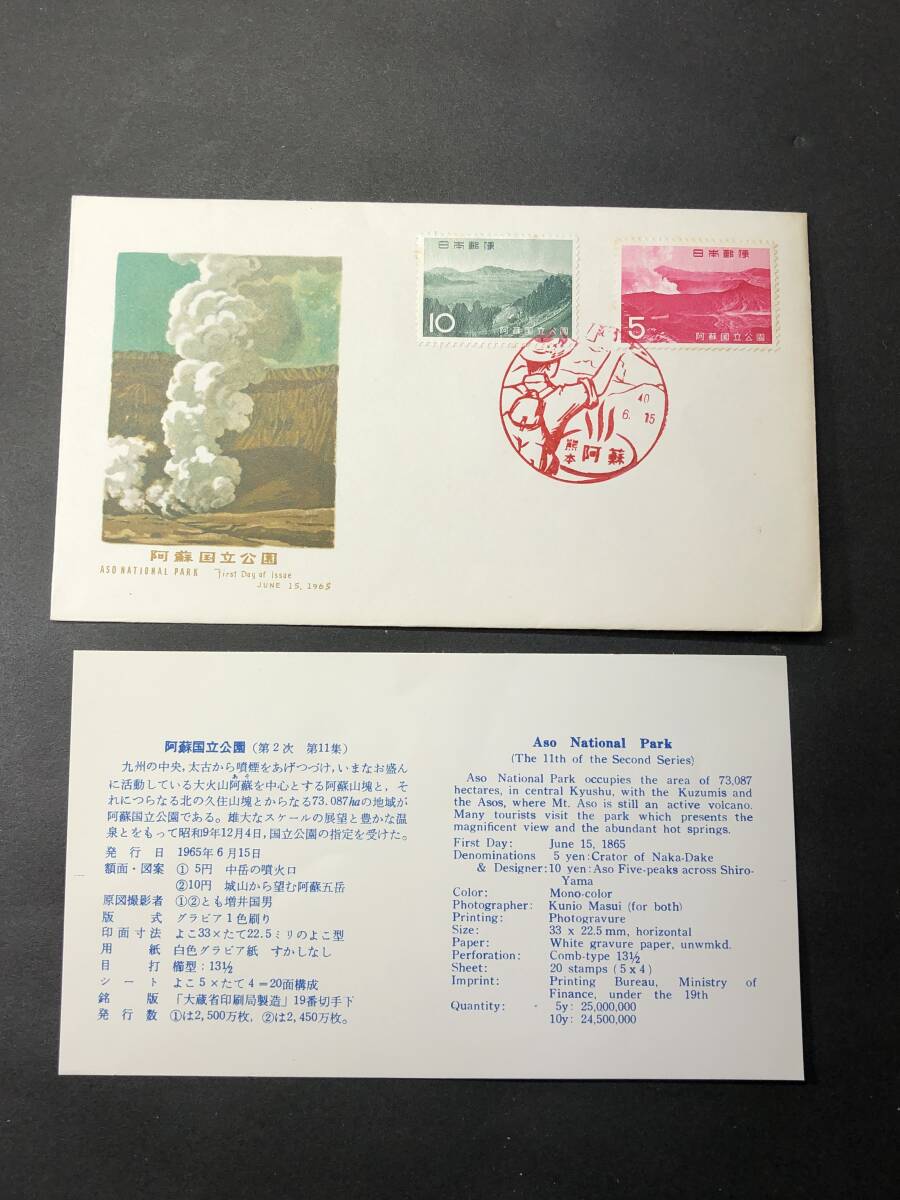 日本郵便
10
阿蘇国立公園
日本郵便
5
阿蘇国立公園
40
6. 15
熊本 阿蘇
阿蘇国立公園
ASO NATIONAL PARK First Day of Issue
JUNE 15, 1965
阿蘇国立公園(第2次 第11集)
九州の中央,太古から噴煙をあげつづけ,いまなお盛ん
に活動している大火山阿蘇を中心とする阿蘇山塊と,そ
あそ
れにつらなる北の久住山塊とからなる73.087haの地域が
阿蘇国立公園である。雄大なスケールの展望と豊かな温
泉とをもって昭和9年12月4日,国立公園の指定を受けた。
発行日 1965年6月15日
額面・図案 ① 5円 中岳の噴火口
②10円 城山から望む阿蘇五岳
原図撮影者 ①②とも増井国男
版式 グラビア1色刷り
印面寸法 よこ33×たて22.5ミリのよこ型
用紙 白色グラビア紙 すかしなし
目打 櫛型:13½
シート よこ5×たて4=20面構成
銘版 「大蔵省印刷局製造」19番切手下
発行数 ①は2,500万枚,②は2,450万枚。
Aso National Park
(The 11th of the Second Series)
Aso National Park occupies the area of 73,087
hectares, in central Kyushu, with the Kuzumis and
the Asos, where Mt. Aso is still an active volcano.
Many tourists visit the park which presents the
magnificent view and the abundant hot springs.
First Day: June 15, 1865
Denominations 5 yen: Crator of Naka-Dake
& Designer: 10 yen: Aso Five-peaks across Shiro-
Yama
Color: Mono-color
Photographer: Kunio Masui (for both)
Printing: Photogravure
Size: 33 x 22.5 mm, horizontal
Paper: White gravure paper, unwmkd.
Perforation: Comb-type 13½
Sheet: 20 stamps (5 x 4)
Imprint: Printing Bureau, Ministry of
Finance, under the 19th
Quantity: 5y: 25,000,000
10y: 24,500,000